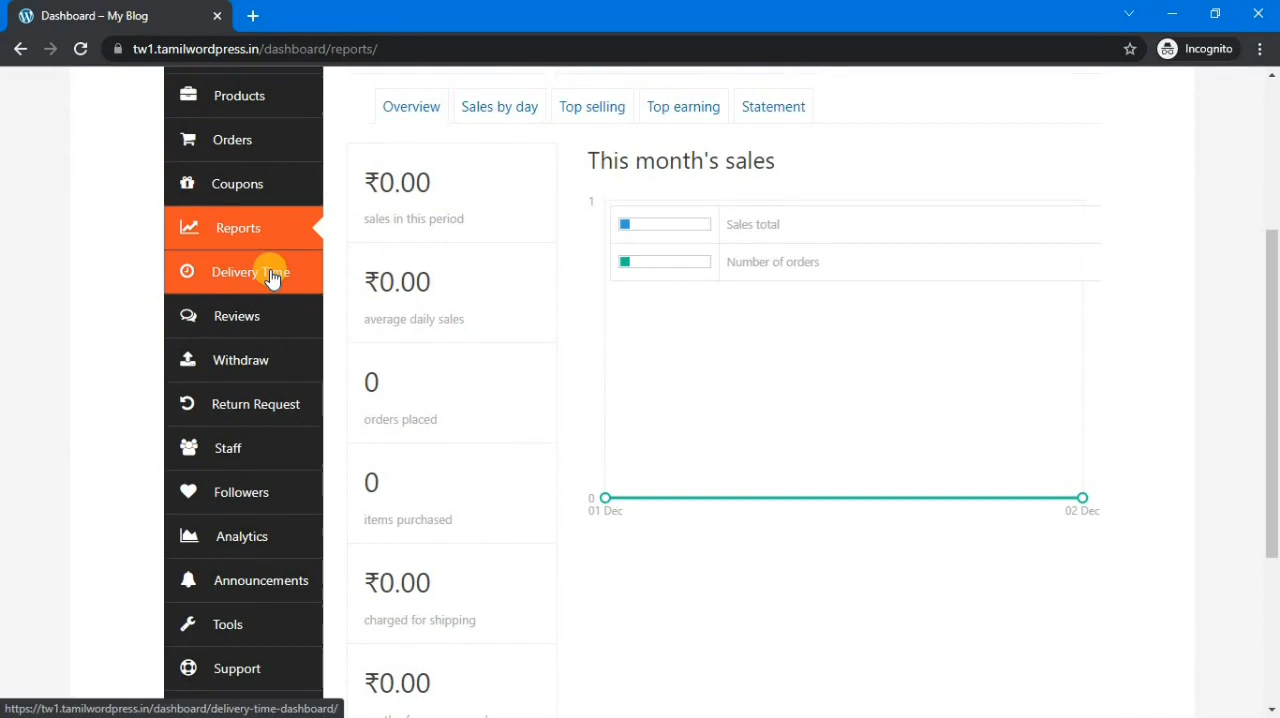 Dashboard – My Blog
tw1.tamilwordpress.in/dashboard/reports/
Incognito
Products
Orders
Coupons
Reports
Delivery Time
Reviews
Withdraw
Return Request
Staff
Followers
Analytics
Announcements
Tools
Support
Overview
Sales by day
Top selling
Top earning
Statement
₹0.00
sales in this period
₹0.00
average daily sales
0
orders placed
0
items purchased
₹0.00
charged for shipping
₹0.00
This month's sales
1
Sales total
Number of orders
0
01 Dec
02 Dec
https://tw1.tamilwordpress.in/dashboard/delivery-time-dashboard/